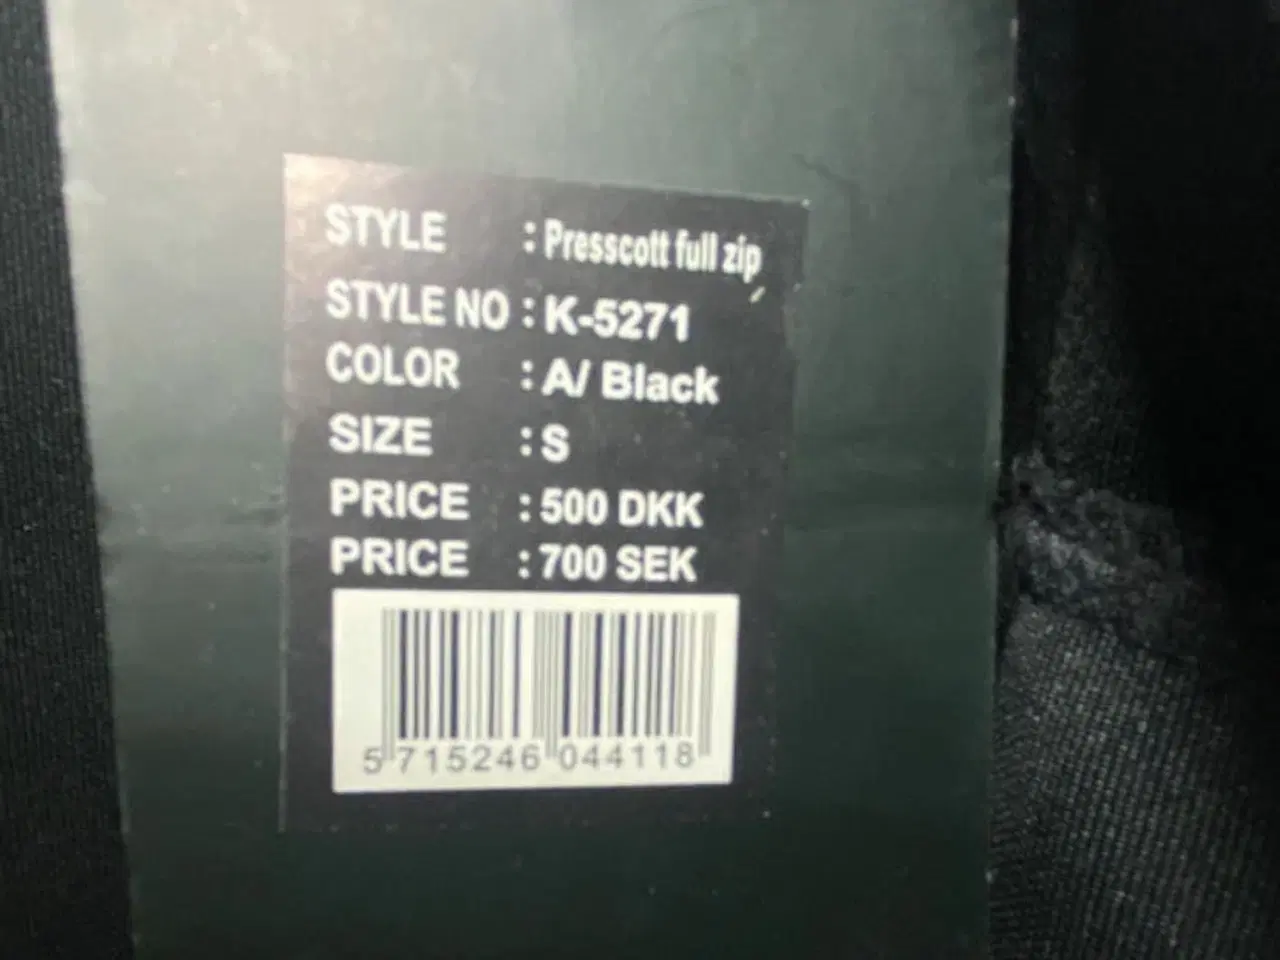 STYLE : Presscott full zip
STYLE NO : K-5271
COLOR : A/ Black
SIZE : S
PRICE : 500 DKK
PRICE : 700 SEK
5 715246 044118